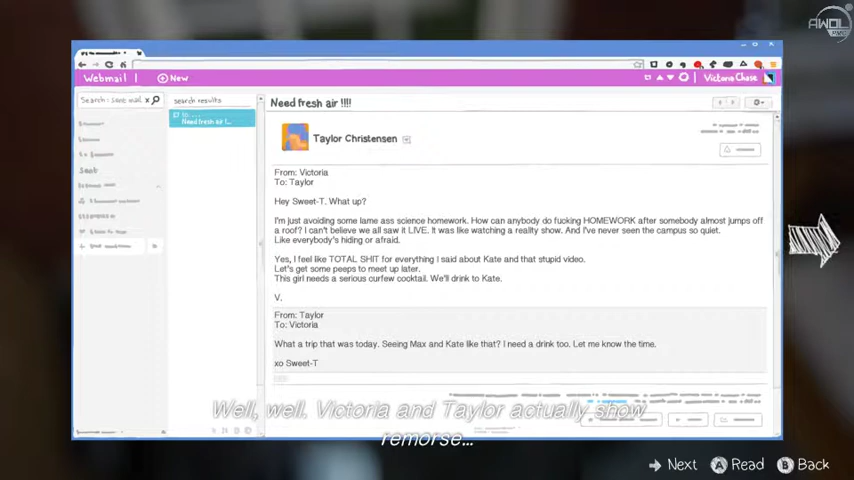 AWOL
Webmail
New
Victoria Chase
Search: sent mail x
search results
Need fresh air !...
Need fresh air !!!!
Taylor Christensen
From: Victoria
To: Taylor
Hey Sweet-T. What up?
I'm just avoiding some lame ass science homework. How can anybody do fucking HOMEWORK after somebody almost jumps off
a roof? I can't believe we all saw it LIVE. It was like watching a reality show. And I've never seen the campus so quiet.
Like everybody's hiding or afraid.
Yes, I feel like TOTAL SHIT for everything I said about Kate and that stupid video.
Let's get some peeps to meet up later.
This girl needs a serious curfew cocktail. We'll drink to Kate.
V.
From: Taylor
To: Victoria
What a trip that was today. Seeing Max and Kate like that? I need a drink too. Let me know the time.
xo Sweet-T
Well, well. Victoria and Taylor actually show
remorse...
Next A Read B Back